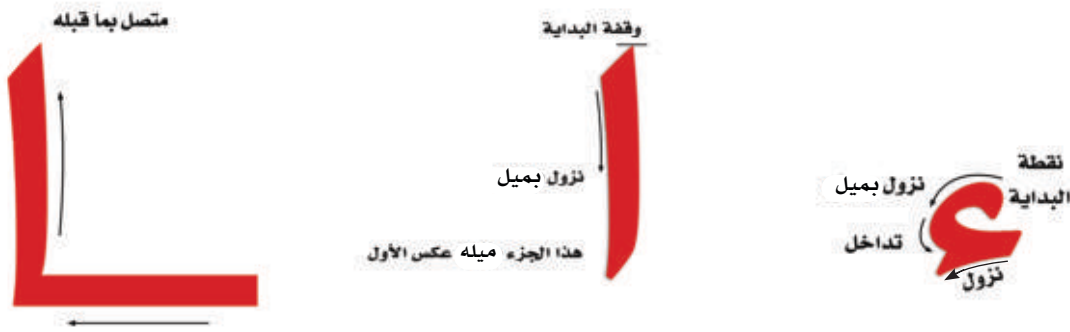 نقطة
البداية
نزول بميل
تداخل
نزول
وقفة البداية
نزول بميل
هذا الجزء ميله عكس الأول
متصل بما قبله